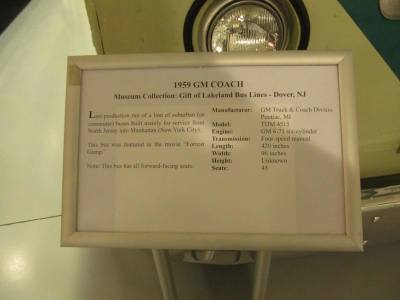 1959 GM COACH
Museum Collection: Gift of Lakeland Bus Lines - Dover, NJ
Last production run of a line of suburban (or
commuter) buses built mainly for service from
North Jersey into Manhattan (New York City).
This bus was featured in the movie "Forrest
Gump."
Note: This bus has all forward-facing seats.
Manufacturer: GM Truck & Coach Division
Pontiac, MI
Model: TDM 4515
Engine: GM 6-71 six-cylinder
Transmission: Four-speed manual
Length: 420 inches
Width: 96 inches
Height: Unknown
Seats: 45